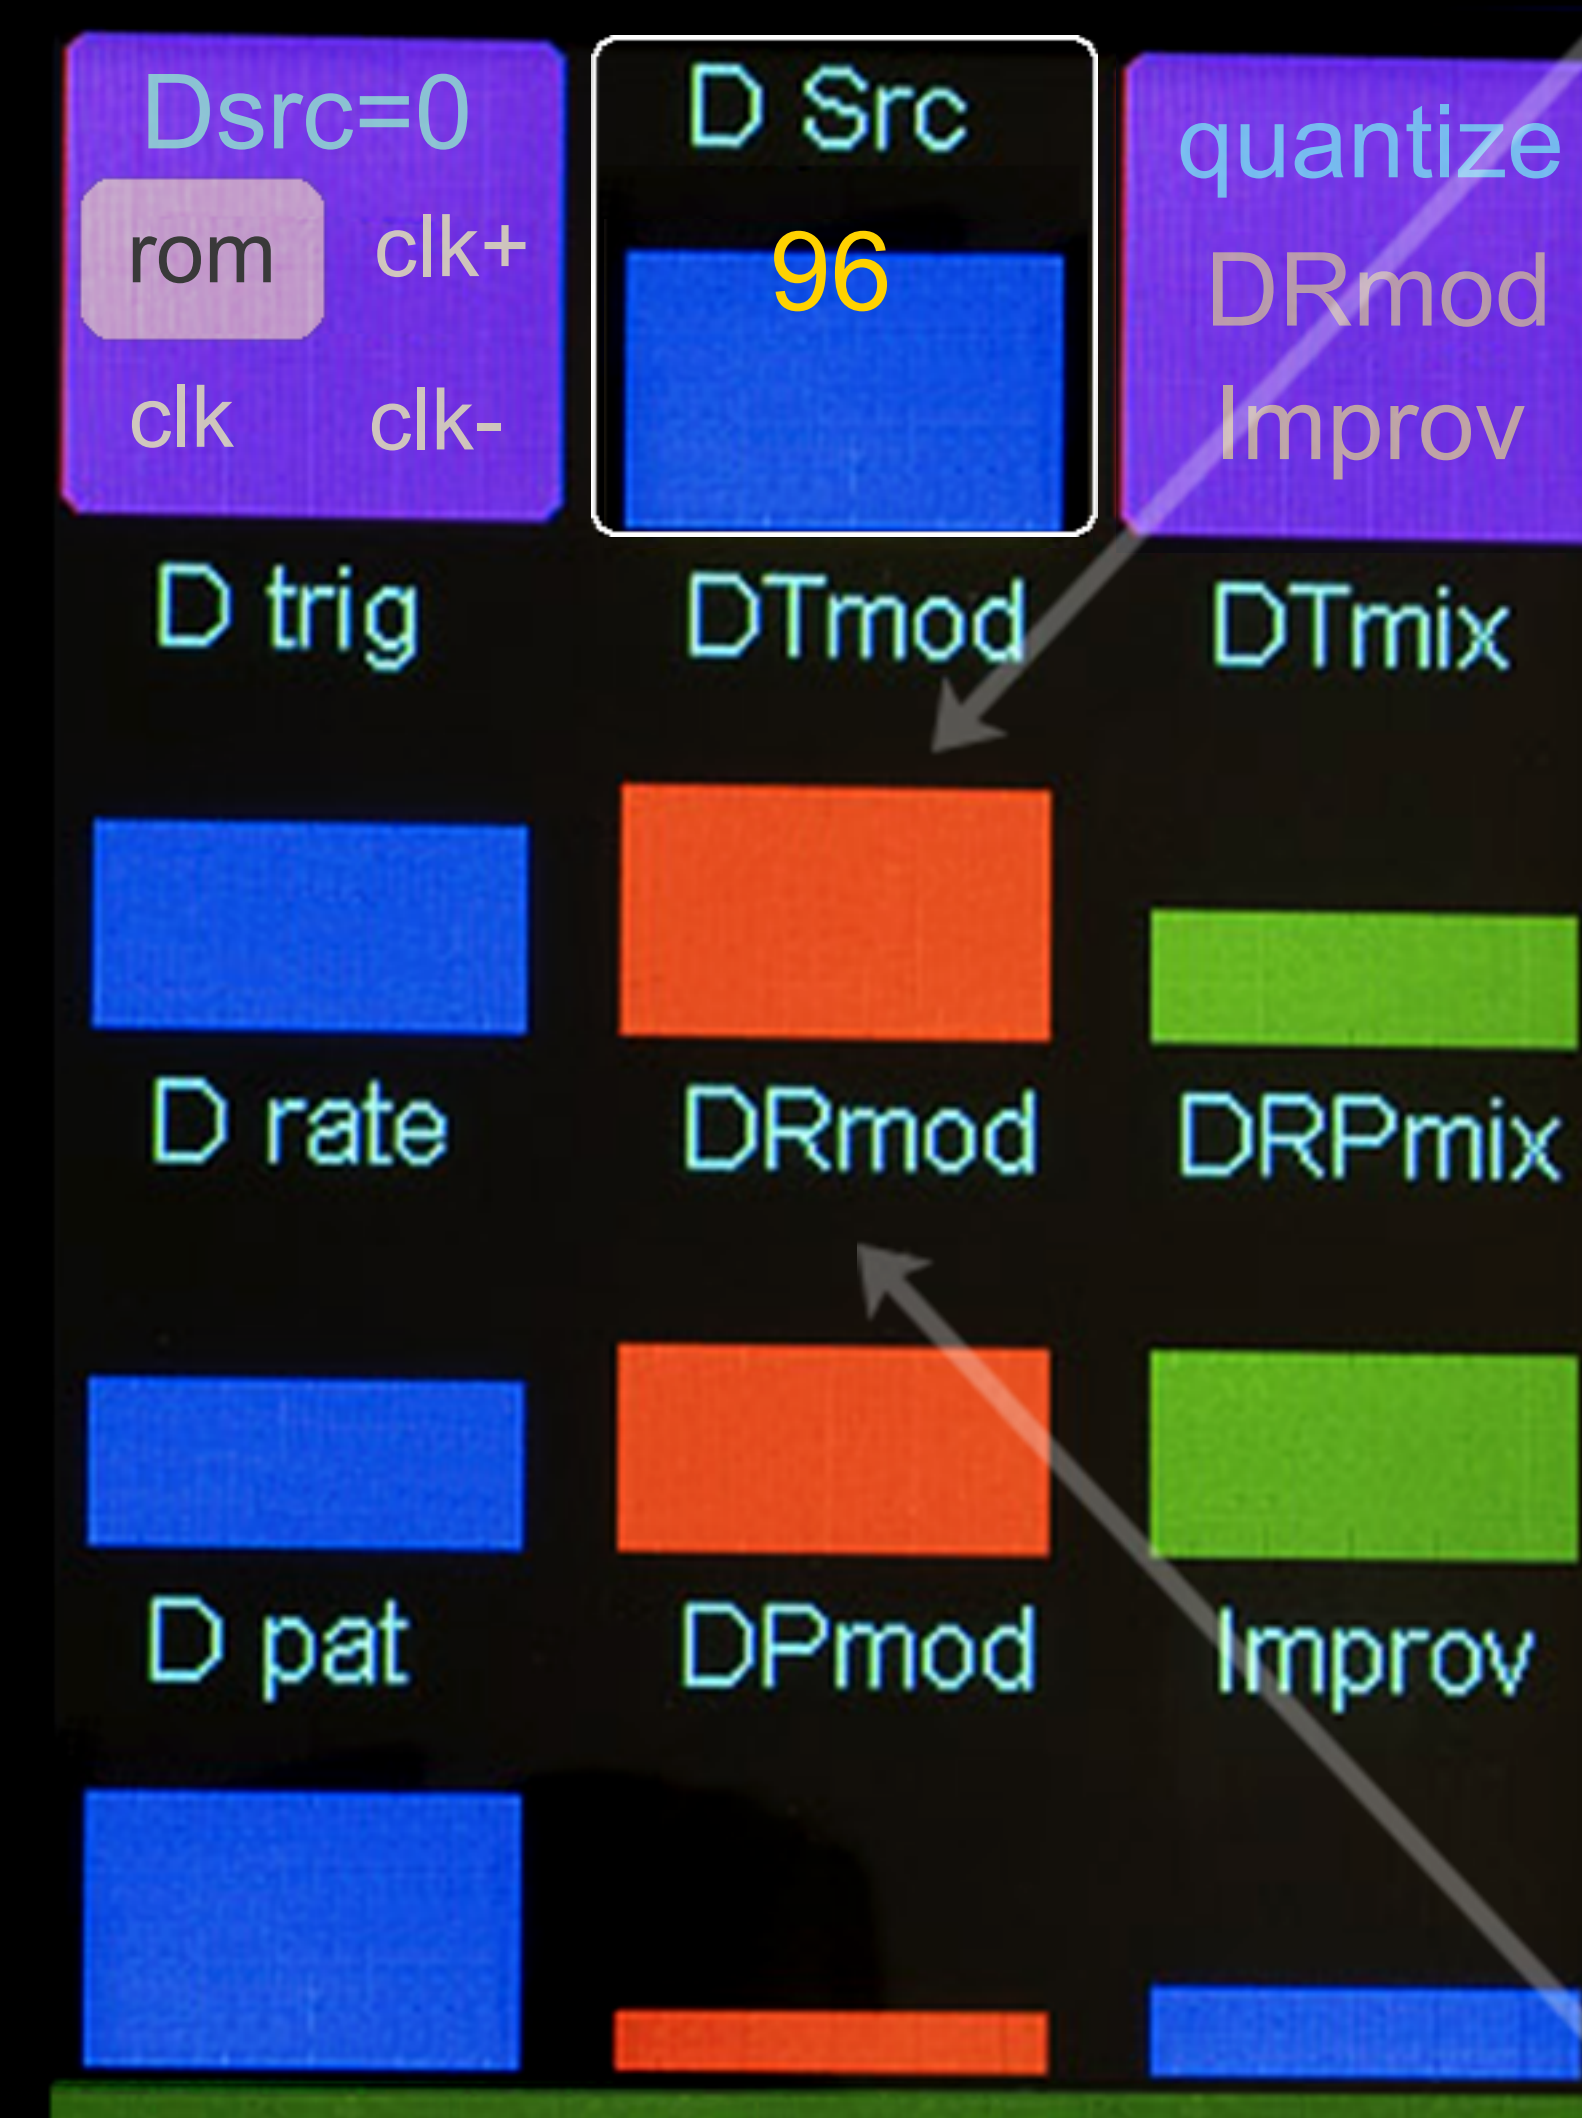 Dsrc=0
rom clk+
clk clk-
D Src
96
quantize
DRmod
Improv
D trig DTmod DTmix
D rate DRmod DRPmix
D pat DPmod Improv